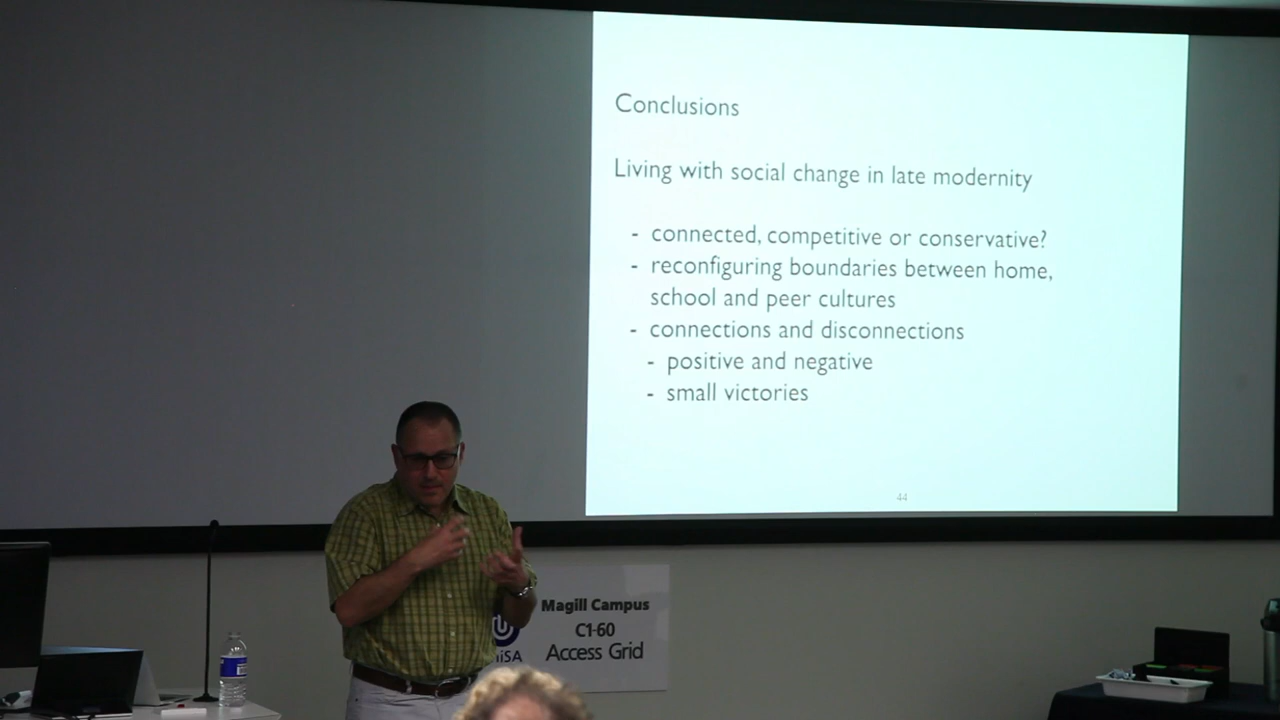 Conclusions
Living with social change in late modernity
- connected, competitive or conservative?
- reconfiguring boundaries between home,
school and peer cultures
- connections and disconnections
- positive and negative
- small victories
44
Magill Campus
C1-60
Access Grid